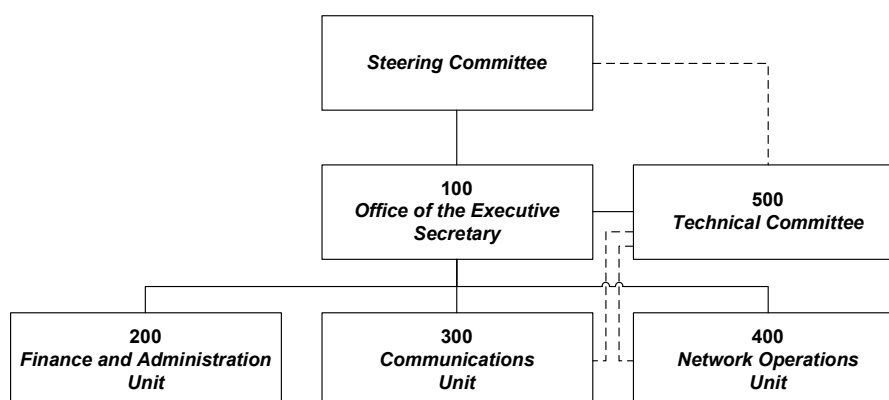 Steering Committee
100
Office of the Executive
Secretary
500
Technical Committee
200
Finance and Administration
Unit
300
Communications
Unit
400
Network Operations
Unit